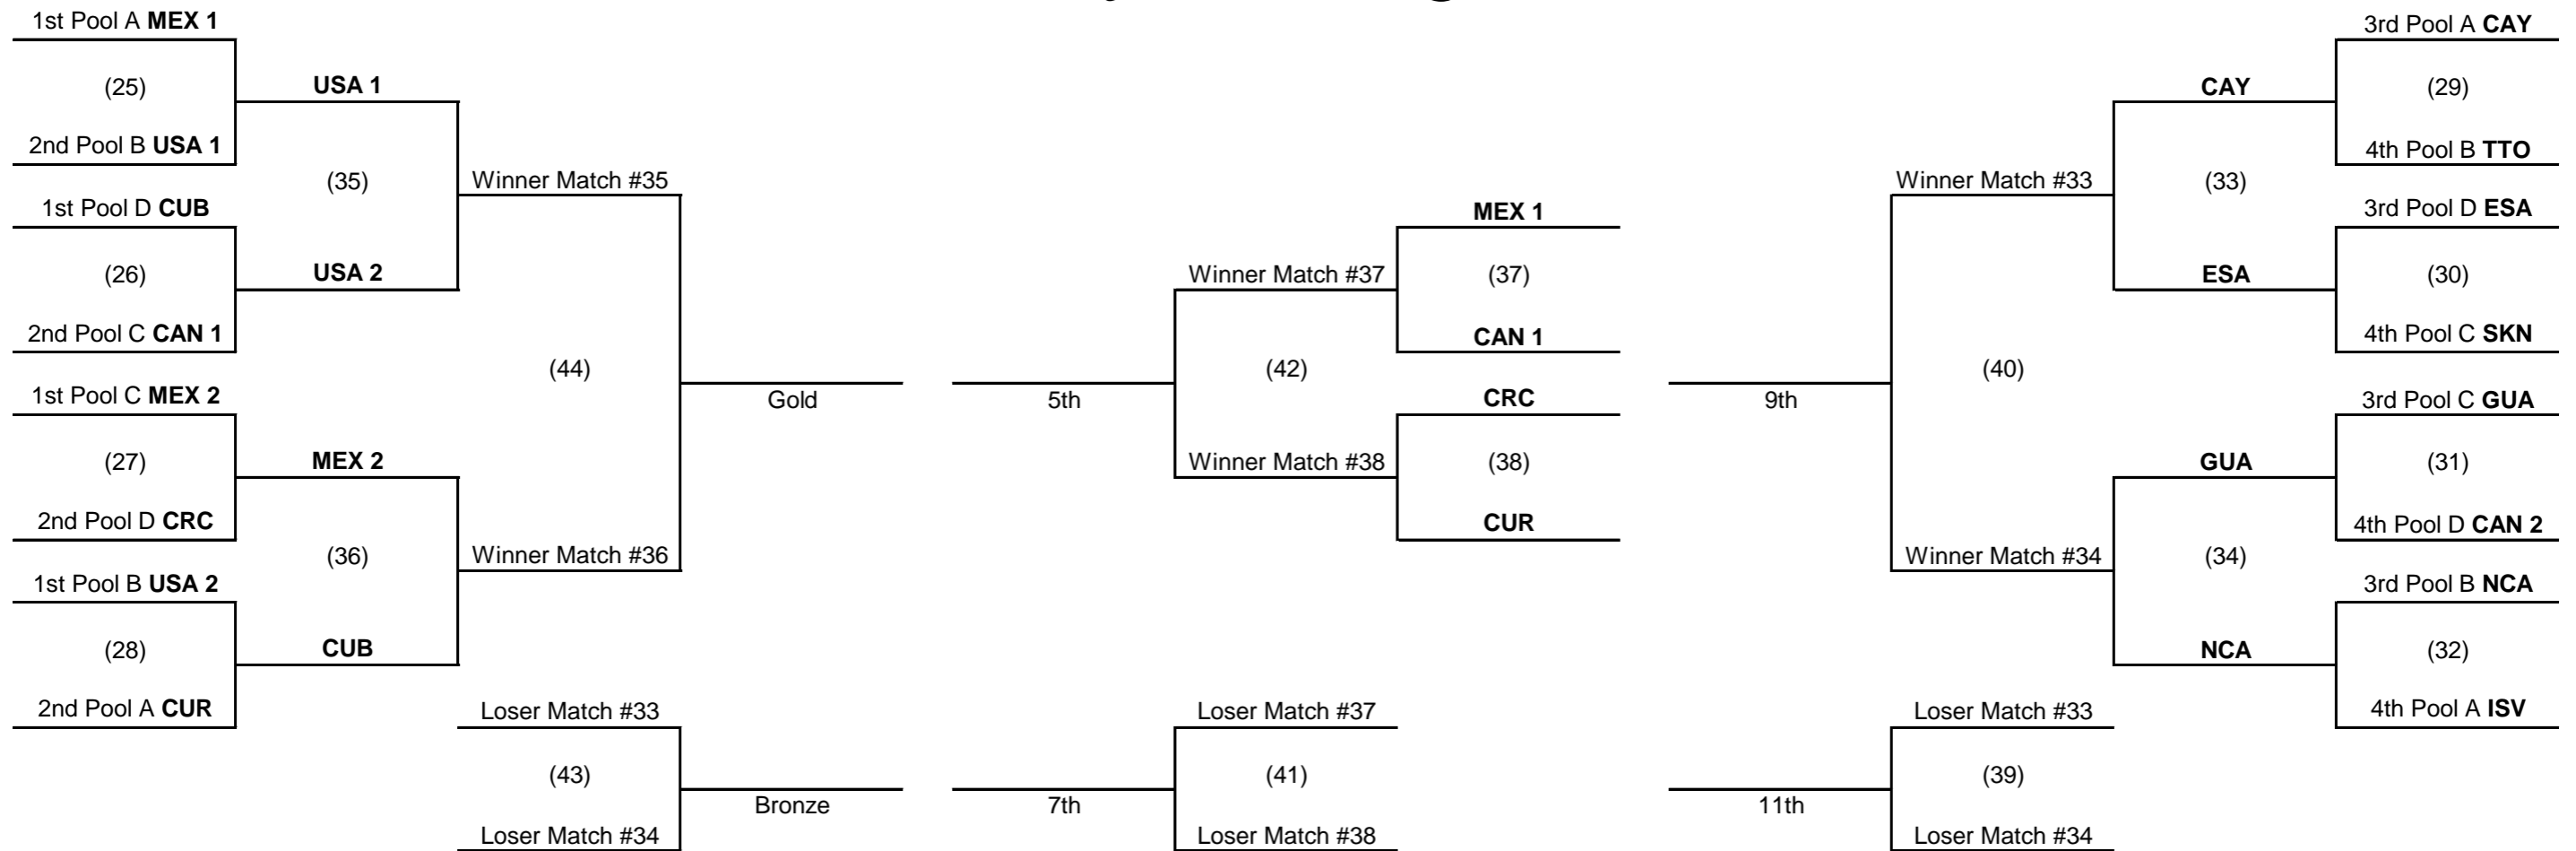 1st Pool A MEX 1
(25)
2nd Pool B USA 1
1st Pool D CUB
(26)
2nd Pool C CAN 1
1st Pool C MEX 2
(27)
2nd Pool D CRC
1st Pool B USA 2
(28)
2nd Pool A CUR
USA 1
(35)
USA 2
MEX 2
(36)
CUB
Winner Match #35
(44)
Winner Match #36
Gold
Loser Match #33
(43)
Loser Match #34
Bronze
5th
Winner Match #37
(42)
Winner Match #38
MEX 1
(37)
CAN 1
CRC
(38)
CUR
7th
Loser Match #37
(41)
Loser Match #38
9th
Winner Match #33
(40)
Winner Match #34
CAY
(33)
ESA
GUA
(34)
NCA
3rd Pool A CAY
(29)
4th Pool B TTO
3rd Pool D ESA
(30)
4th Pool C SKN
3rd Pool C GUA
(31)
4th Pool D CAN 2
3rd Pool B NCA
(32)
4th Pool A ISV
11th
Loser Match #33
(39)
Loser Match #34